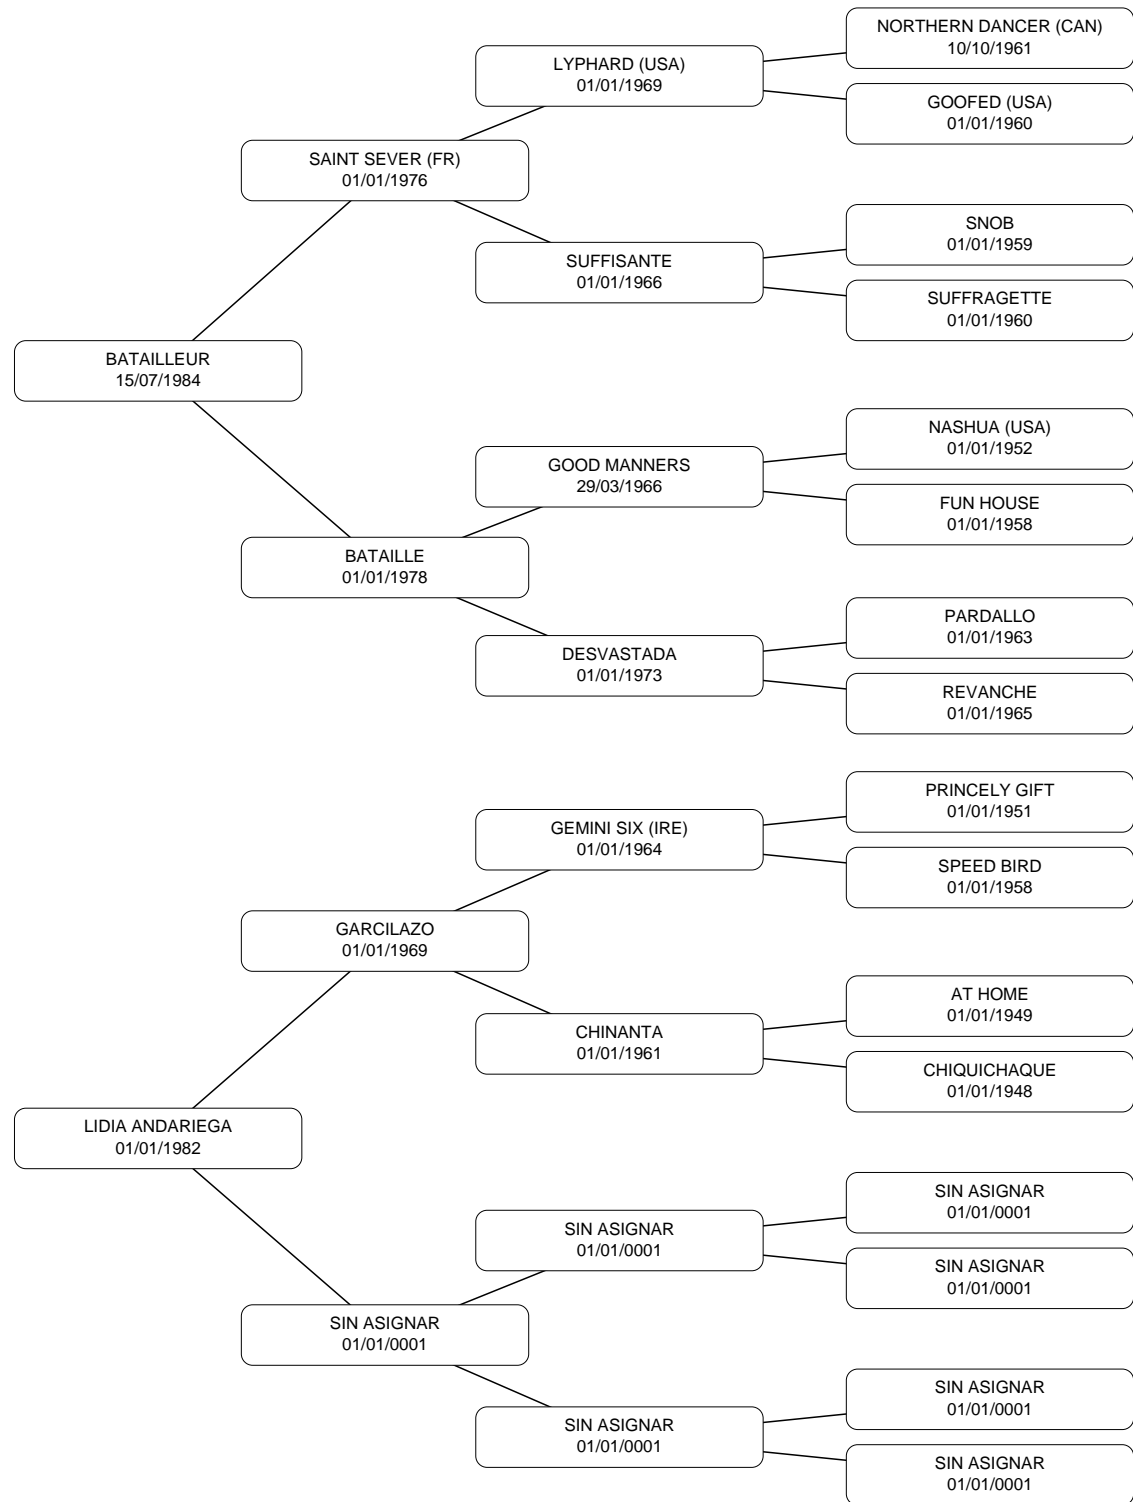 NORTHERN DANCER (CAN)
10/10/1961
LYPHARD (USA)
01/01/1969
GOOFED (USA)
01/01/1960
SAINT SEVER (FR)
01/01/1976
SNOB
01/01/1959
SUFFISANTE
01/01/1966
SUFFRAGETTE
01/01/1960
BATAILLEUR
15/07/1984
NASHUA (USA)
01/01/1952
GOOD MANNERS
29/03/1966
FUN HOUSE
01/01/1958
BATAILLE
01/01/1978
PARDALLO
01/01/1963
DESVASTADA
01/01/1973
REVANCHE
01/01/1965
PRINCELY GIFT
01/01/1951
GEMINI SIX (IRE)
01/01/1964
SPEED BIRD
01/01/1958
GARCILAZO
01/01/1969
AT HOME
01/01/1949
CHINANTA
01/01/1961
CHIQUICHAQUE
01/01/1948
LIDIA ANDARIEGA
01/01/1982
SIN ASIGNAR
01/01/0001
SIN ASIGNAR
01/01/0001
SIN ASIGNAR
01/01/0001
SIN ASIGNAR
01/01/0001
SIN ASIGNAR
01/01/0001
SIN ASIGNAR
01/01/0001
SIN ASIGNAR
01/01/0001